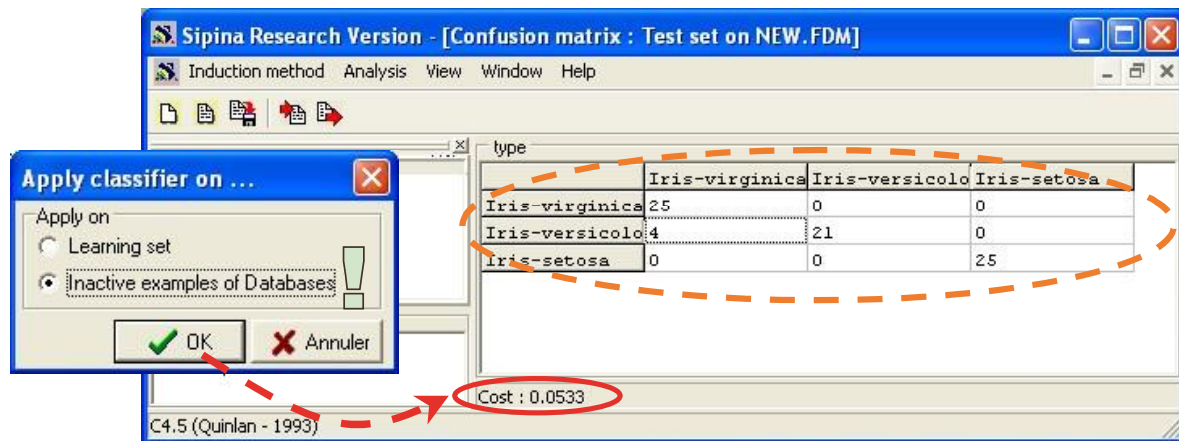 Sipina Research Version - [Confusion matrix : Test set on NEW.FDM]
Induction method Analysis View Window Help
type
Iris-virginica Iris-versicolo Iris-setosa
Iris-virginica 25 0 0
Iris-versicolo 4 21 0
Iris-setosa 0 0 25
Apply classifier on ...
Apply on
Learning set
Inactive examples of Databases !
OK Annuler
Cost : 0.0533
C4.5 (Quinlan - 1993)